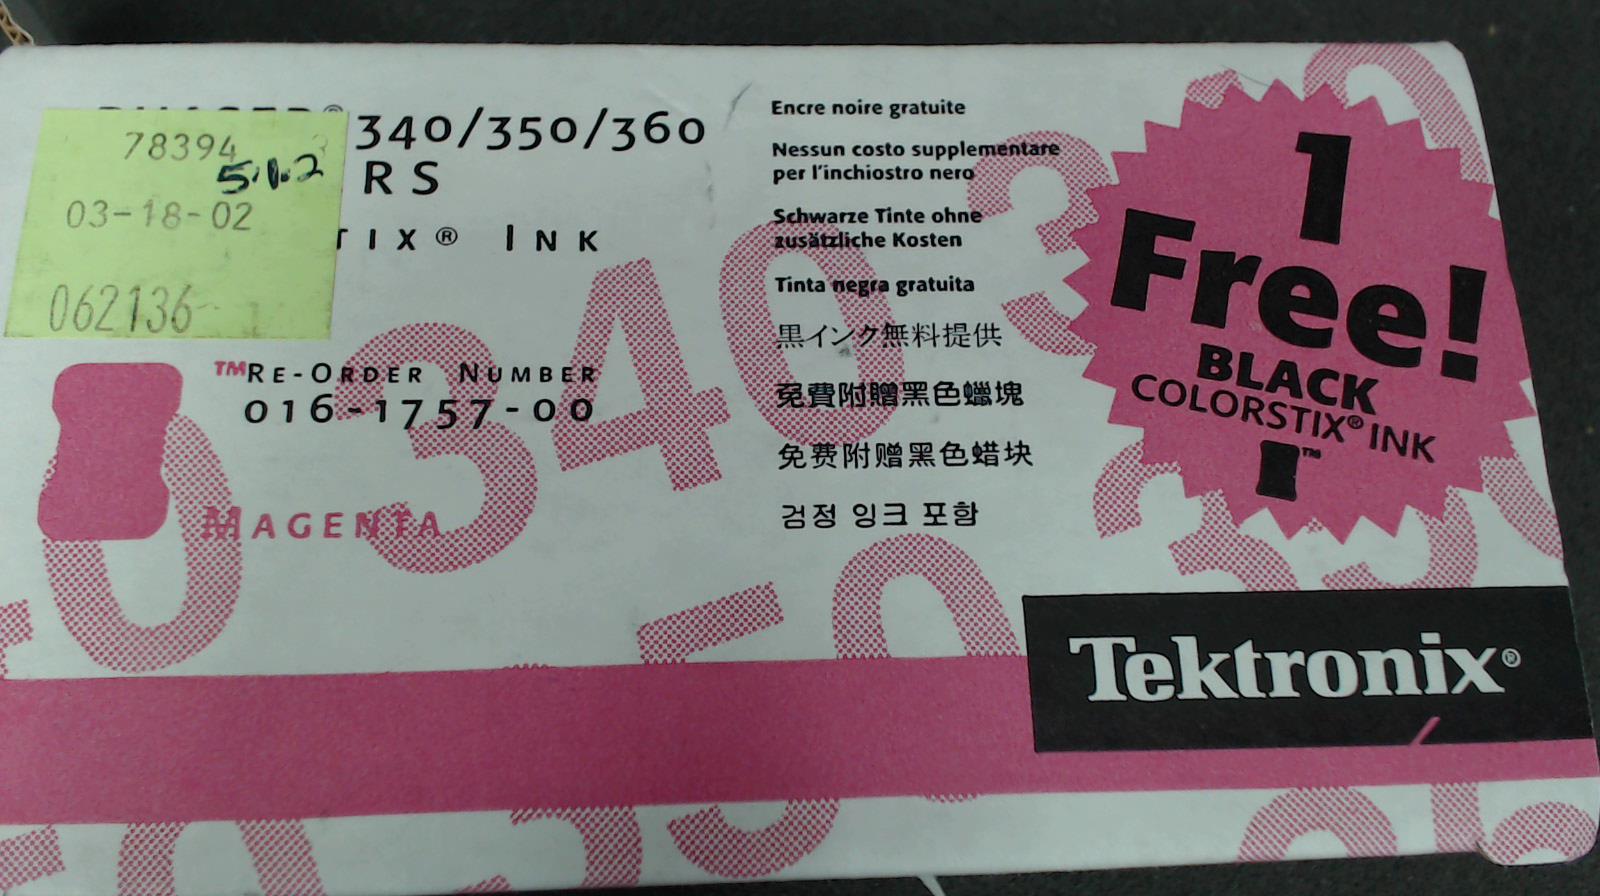 340/350/360
RS
78394
5.1.2
03-18-02
062136
TIX® INK
™RE-ORDER NUMBER
016-1757-00
MAGENTA
Encre noire gratuite
Nessun costo supplementare
per l'inchiostro nero
Schwarze Tinte ohne
zusätzliche Kosten
Tinta negra gratuita
黒インク無料提供
免費附贈黑色蠟塊
免费附赠黑色蜡块
검정 잉크 포함
1
Free!
BLACK
COLORSTIX® INK
™
Tektronix®
340